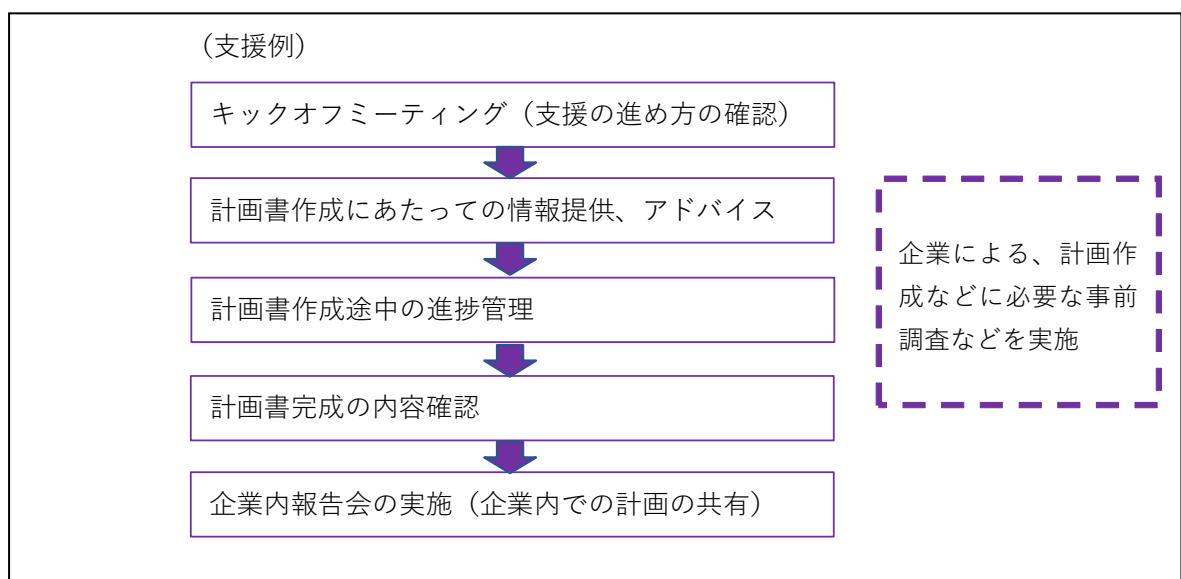 （支援例）
キックオフミーティング（支援の進め方の確認）
計画書作成にあたっての情報提供、アドバイス
計画書作成途中の進捗管理
計画書完成の内容確認
企業内報告会の実施（企業内での計画の共有）
企業による、計画作
成などに必要な事前
調査などを実施